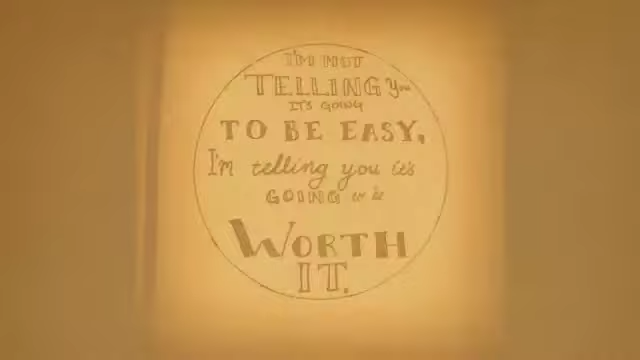 I'M NOT
TELLING You
IT'S GOING
TO BE EASY,
I'm telling you it's
GOING to be
WORTH
IT.